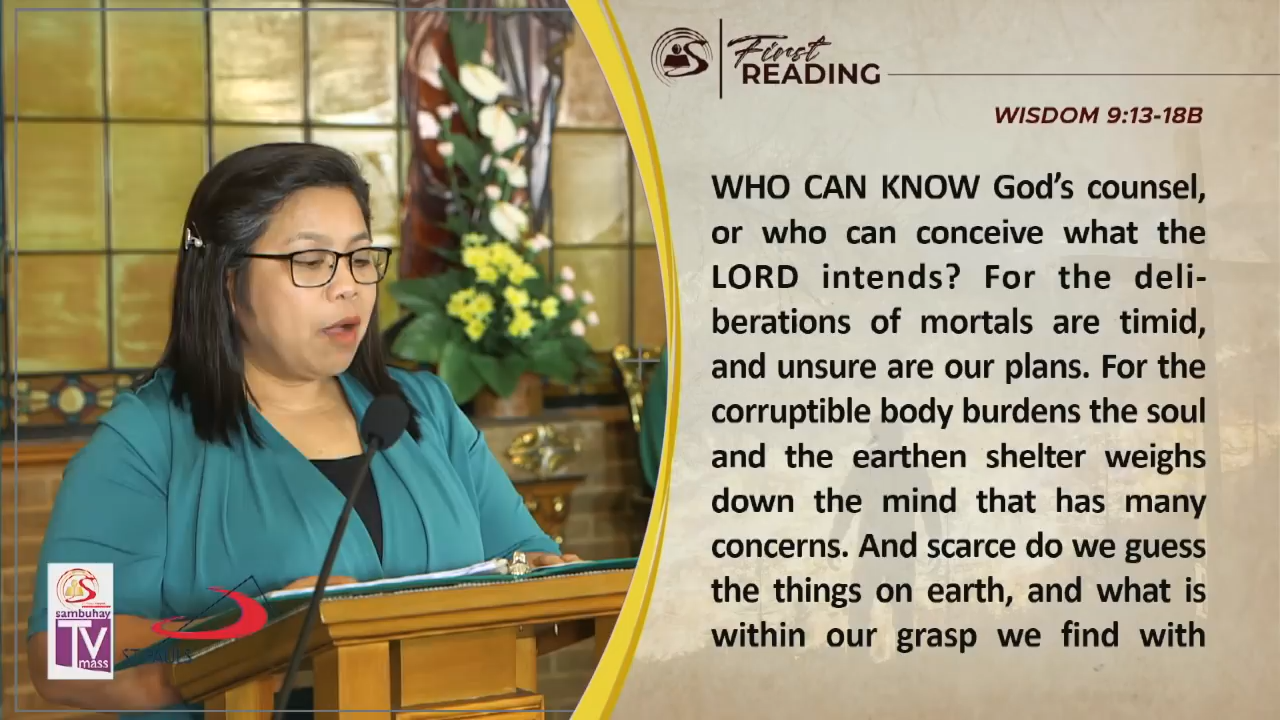 First
READING
WISDOM 9:13-18B
WHO CAN KNOW God’s counsel,
or who can conceive what the
LORD intends? For the deli-
berations of mortals are timid,
and unsure are our plans. For the
corruptible body burdens the soul
and the earthen shelter weighs
down the mind that has many
concerns. And scarce do we guess
the things on earth, and what is
within our grasp we find with
sambuhay
TV
mass
ST PAULS